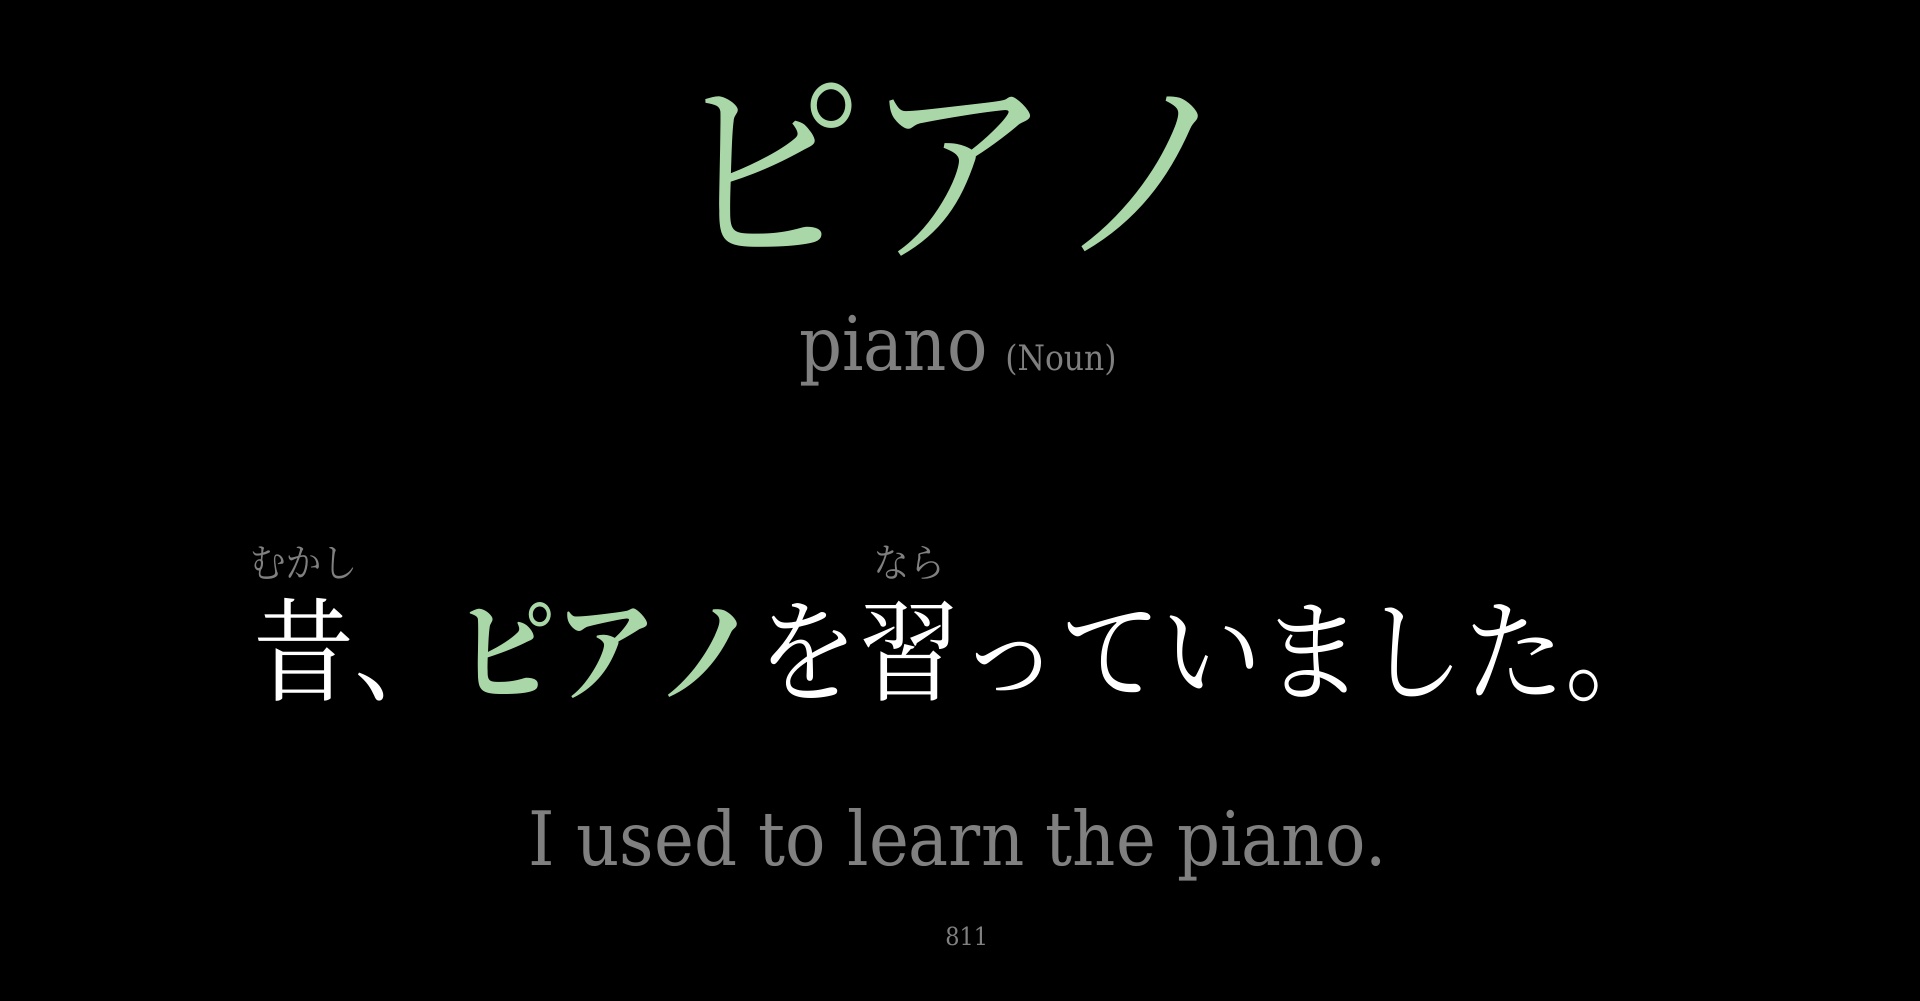 ピアノ
piano (Noun)
むかし なら
昔、ピアノを習っていました。
I used to learn the piano.
811